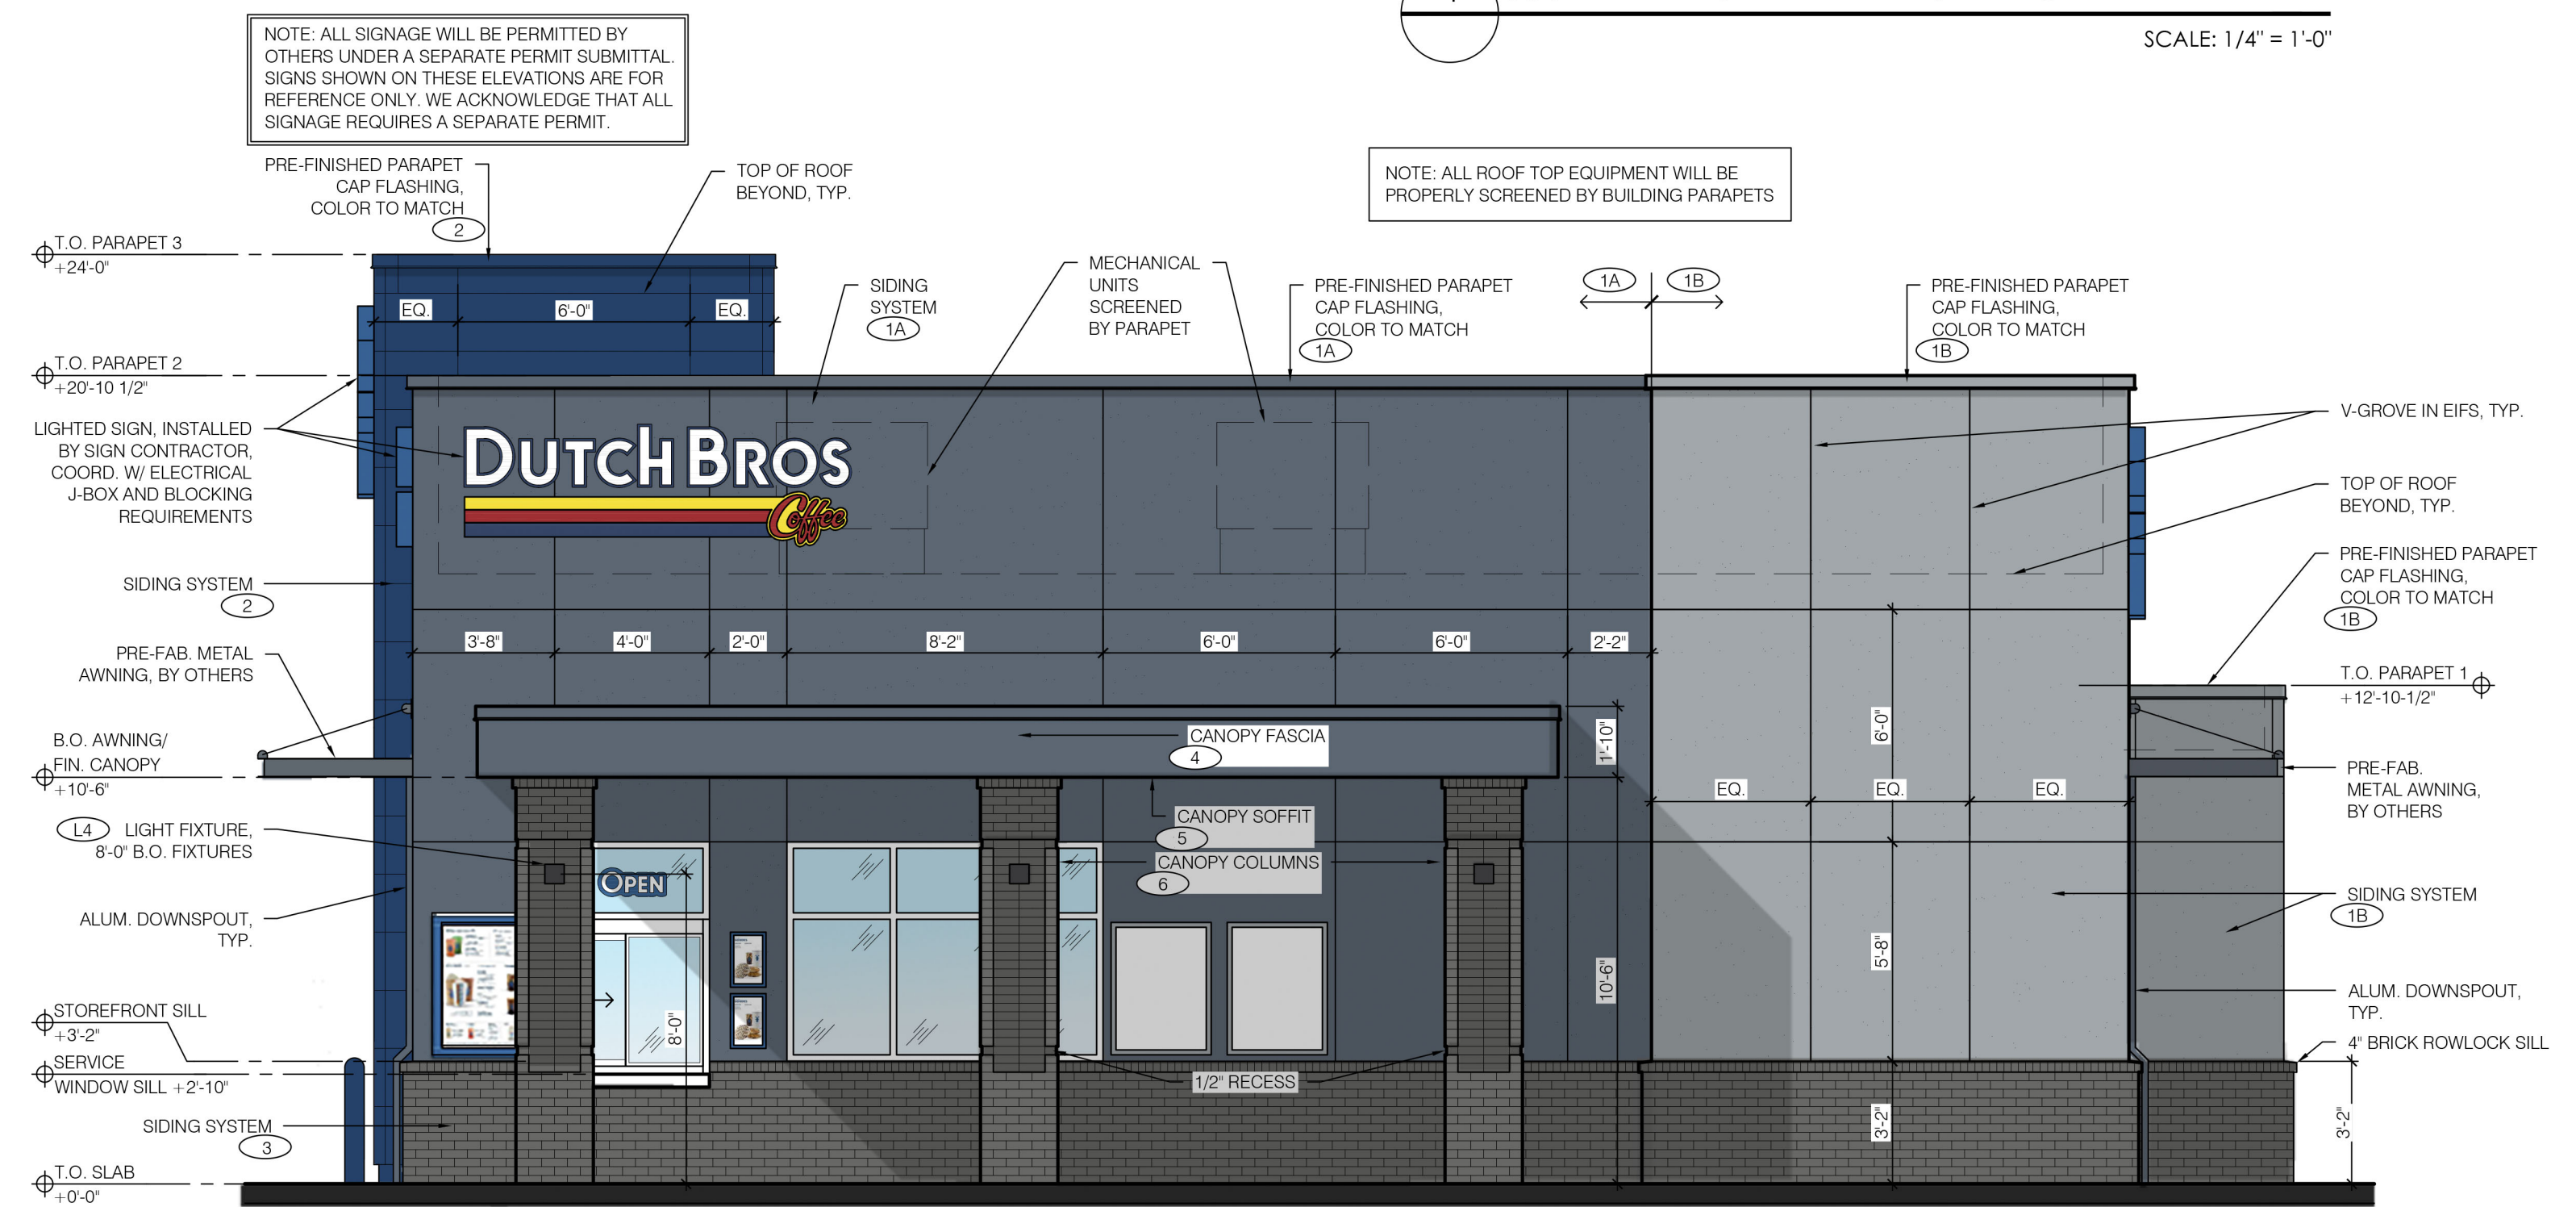 SCALE: 1/4" = 1'-0"
NOTE: ALL SIGNAGE WILL BE PERMITTED BY
OTHERS UNDER A SEPARATE PERMIT SUBMITTAL.
SIGNS SHOWN ON THESE ELEVATIONS ARE FOR
REFERENCE ONLY. WE ACKNOWLEDGE THAT ALL
SIGNAGE REQUIRES A SEPARATE PERMIT.
NOTE: ALL ROOF TOP EQUIPMENT WILL BE
PROPERLY SCREENED BY BUILDING PARAPETS
PRE-FINISHED PARAPET
CAP FLASHING,
COLOR TO MATCH
2
TOP OF ROOF
BEYOND, TYP.
T.O. PARAPET 3
+24'-0"
EQ.
6'-0"
EQ.
SIDING
SYSTEM
1A
MECHANICAL
UNITS
SCREENED
BY PARAPET
PRE-FINISHED PARAPET
CAP FLASHING,
COLOR TO MATCH
1A
1A
1B
PRE-FINISHED PARAPET
CAP FLASHING,
COLOR TO MATCH
1B
T.O. PARAPET 2
+20'-10 1/2"
LIGHTED SIGN, INSTALLED
BY SIGN CONTRACTOR,
COORD. W/ ELECTRICAL
J-BOX AND BLOCKING
REQUIREMENTS
DUTCH BROS
Coffee
V-GROVE IN EIFS, TYP.
TOP OF ROOF
BEYOND, TYP.
PRE-FINISHED PARAPET
CAP FLASHING,
COLOR TO MATCH
1B
SIDING SYSTEM
2
3'-8"
4'-0"
2'-0"
8'-2"
6'-0"
6'-0"
2'-2"
PRE-FAB. METAL
AWNING, BY OTHERS
T.O. PARAPET 1
+12'-10-1/2"
CANOPY FASCIA
4
1'-10"
6'-0"
B.O. AWNING/
FIN. CANOPY
+10'-6"
EQ.
EQ.
EQ.
PRE-FAB.
METAL AWNING,
BY OTHERS
CANOPY SOFFIT
5
L4
LIGHT FIXTURE,
8'-0" B.O. FIXTURES
CANOPY COLUMNS
6
OPEN
SIDING SYSTEM
1B
ALUM. DOWNSPOUT,
TYP.
8'-0"
10'-6"
5'-8"
ALUM. DOWNSPOUT,
TYP.
STOREFRONT SILL
+3'-2"
4" BRICK ROWLOCK SILL
SERVICE
WINDOW SILL +2'-10"
1/2" RECESS
SIDING SYSTEM
3
3'-2"
3'-2"
T.O. SLAB
+0'-0"